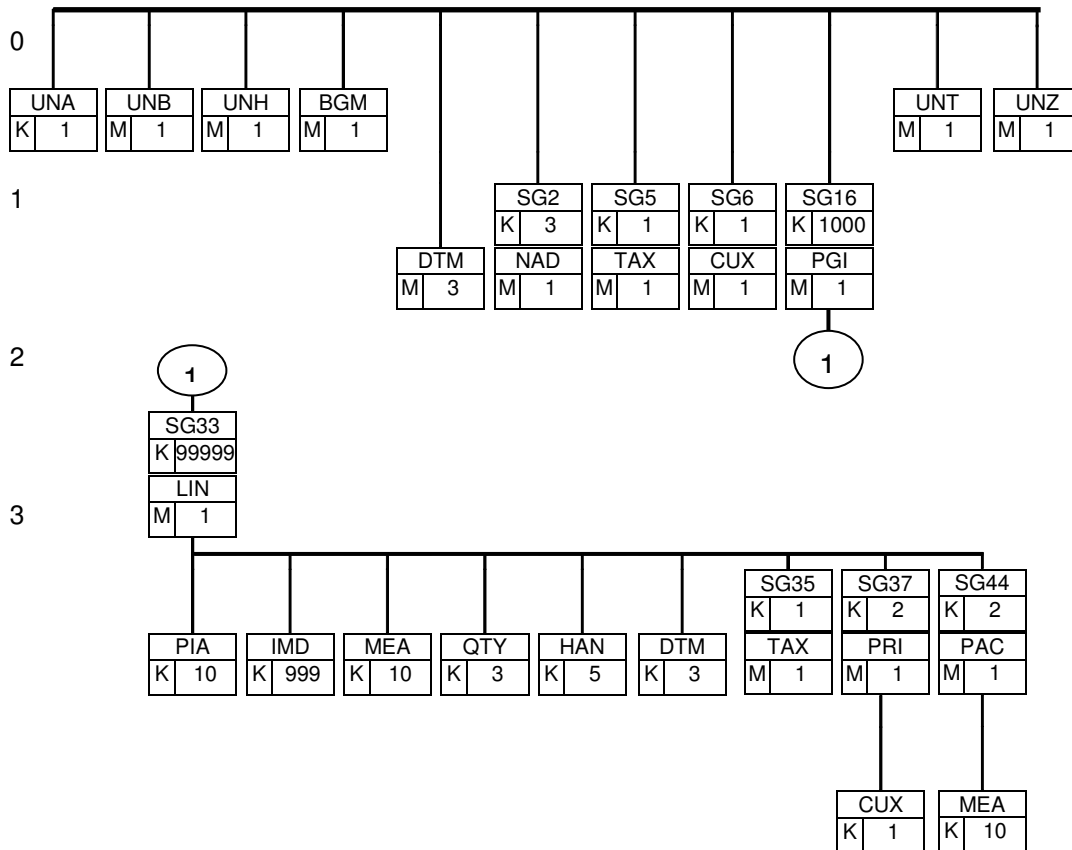 0
UNA UNB UNH BGM UNT UNZ
K 1 M 1 M 1 M 1 M 1 M 1
1
SG2 SG5 SG6 SG16
K 3 K 1 K 1 K 1000
DTM NAD TAX CUX PGI
M 3 M 1 M 1 M 1 M 1
2
1 1
SG33
K 99999
LIN
M 1
3
SG35 SG37 SG44
K 1 K 2 K 2
PIA IMD MEA QTY HAN DTM TAX PRI PAC
K 10 K 999 K 10 K 3 K 5 K 3 M 1 M 1 M 1
CUX MEA
K 1 K 10